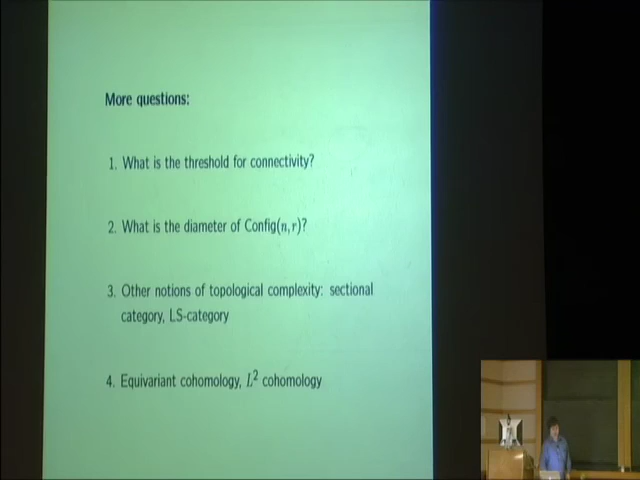 More questions:
1. What is the threshold for connectivity?
2. What is the diameter of Config(n, r)?
3. Other notions of topological complexity: sectional
category, LS-category
4. Equivariant cohomology, L² cohomology